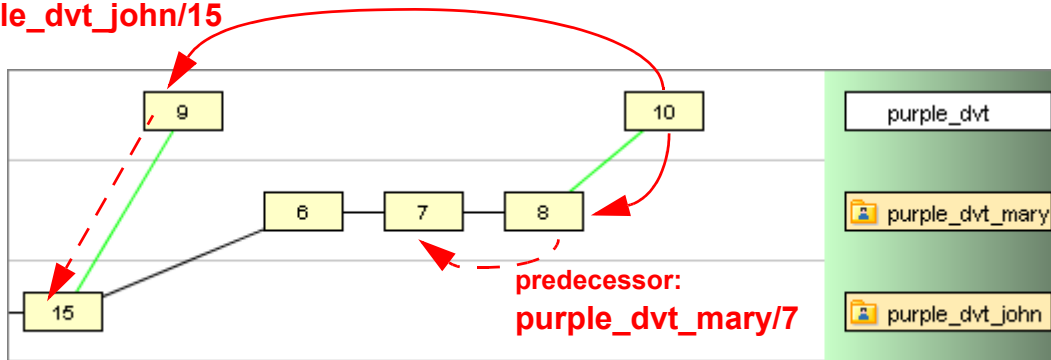 le_dvt_john/15
9
10
purple_dvt
6
7
8
purple_dvt_mary
predecessor:
purple_dvt_mary/7
15
purple_dvt_john